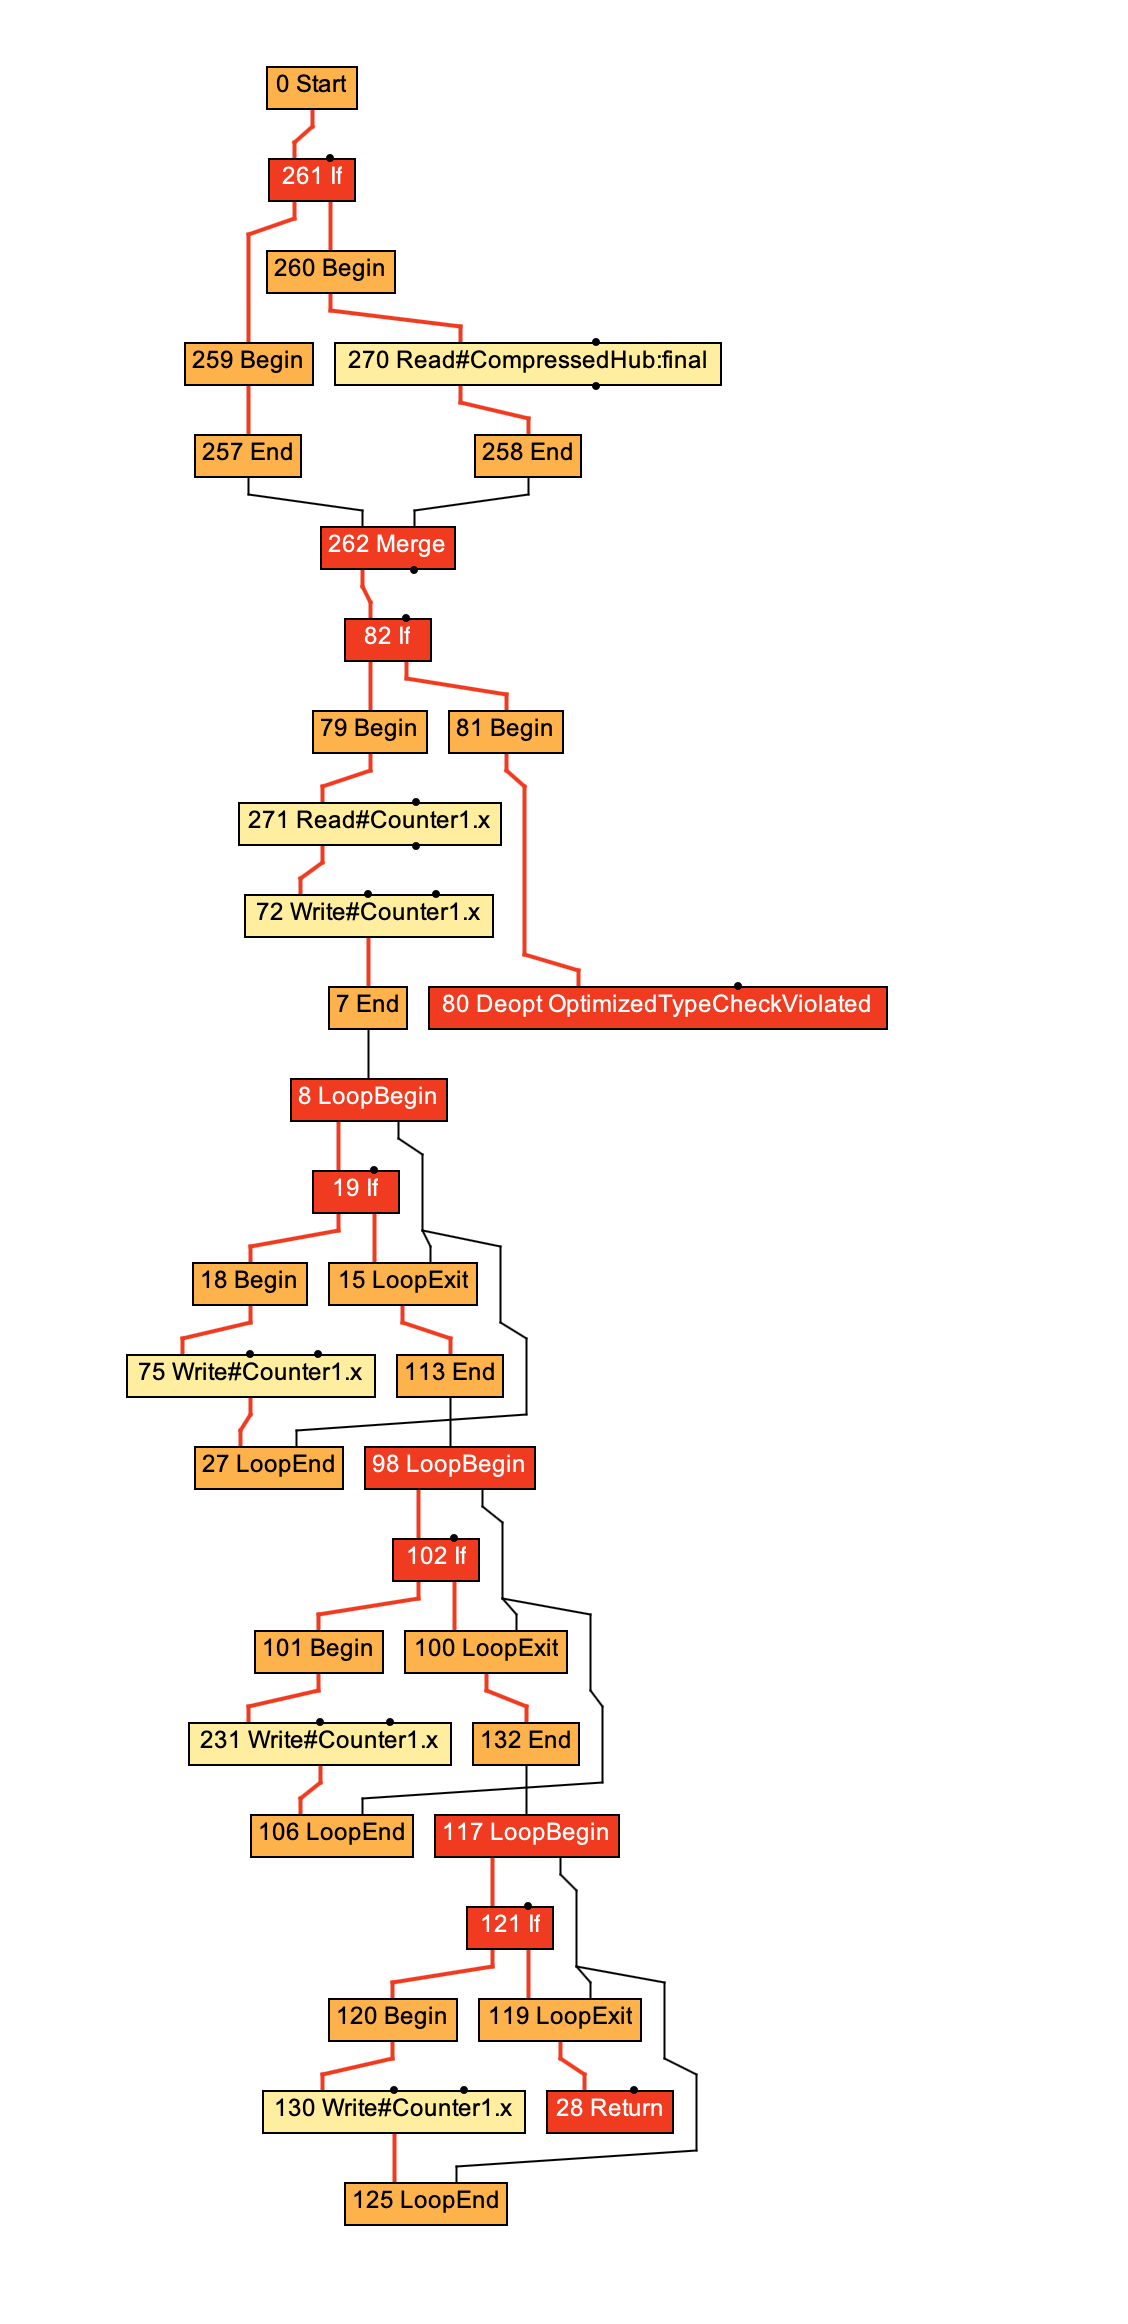 0 Start
261 If
260 Begin
259 Begin
270 Read#CompressedHub:final
257 End
258 End
262 Merge
82 If
79 Begin
81 Begin
271 Read#Counter1.x
72 Write#Counter1.x
7 End
80 Deopt OptimizedTypeCheckViolated
8 LoopBegin
19 If
18 Begin
15 LoopExit
75 Write#Counter1.x
113 End
27 LoopEnd
98 LoopBegin
102 If
101 Begin
100 LoopExit
231 Write#Counter1.x
132 End
106 LoopEnd
117 LoopBegin
121 If
120 Begin
119 LoopExit
130 Write#Counter1.x
28 Return
125 LoopEnd